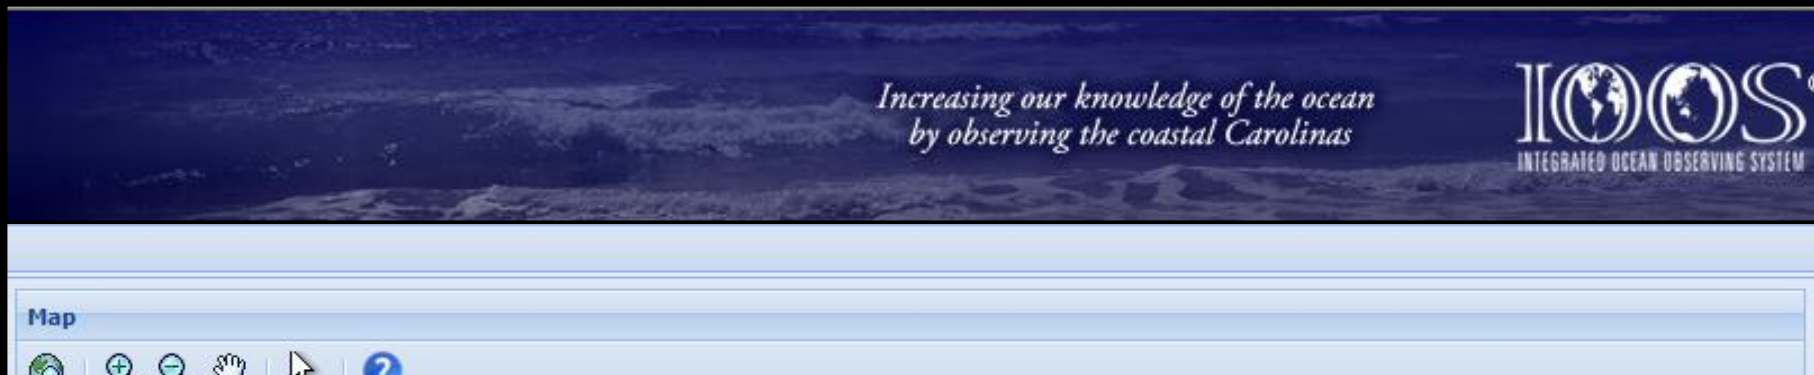 Increasing our knowledge of the ocean
by observing the coastal Carolinas
IOOS
INTEGRATED OCEAN OBSERVING SYSTEM
Map
?